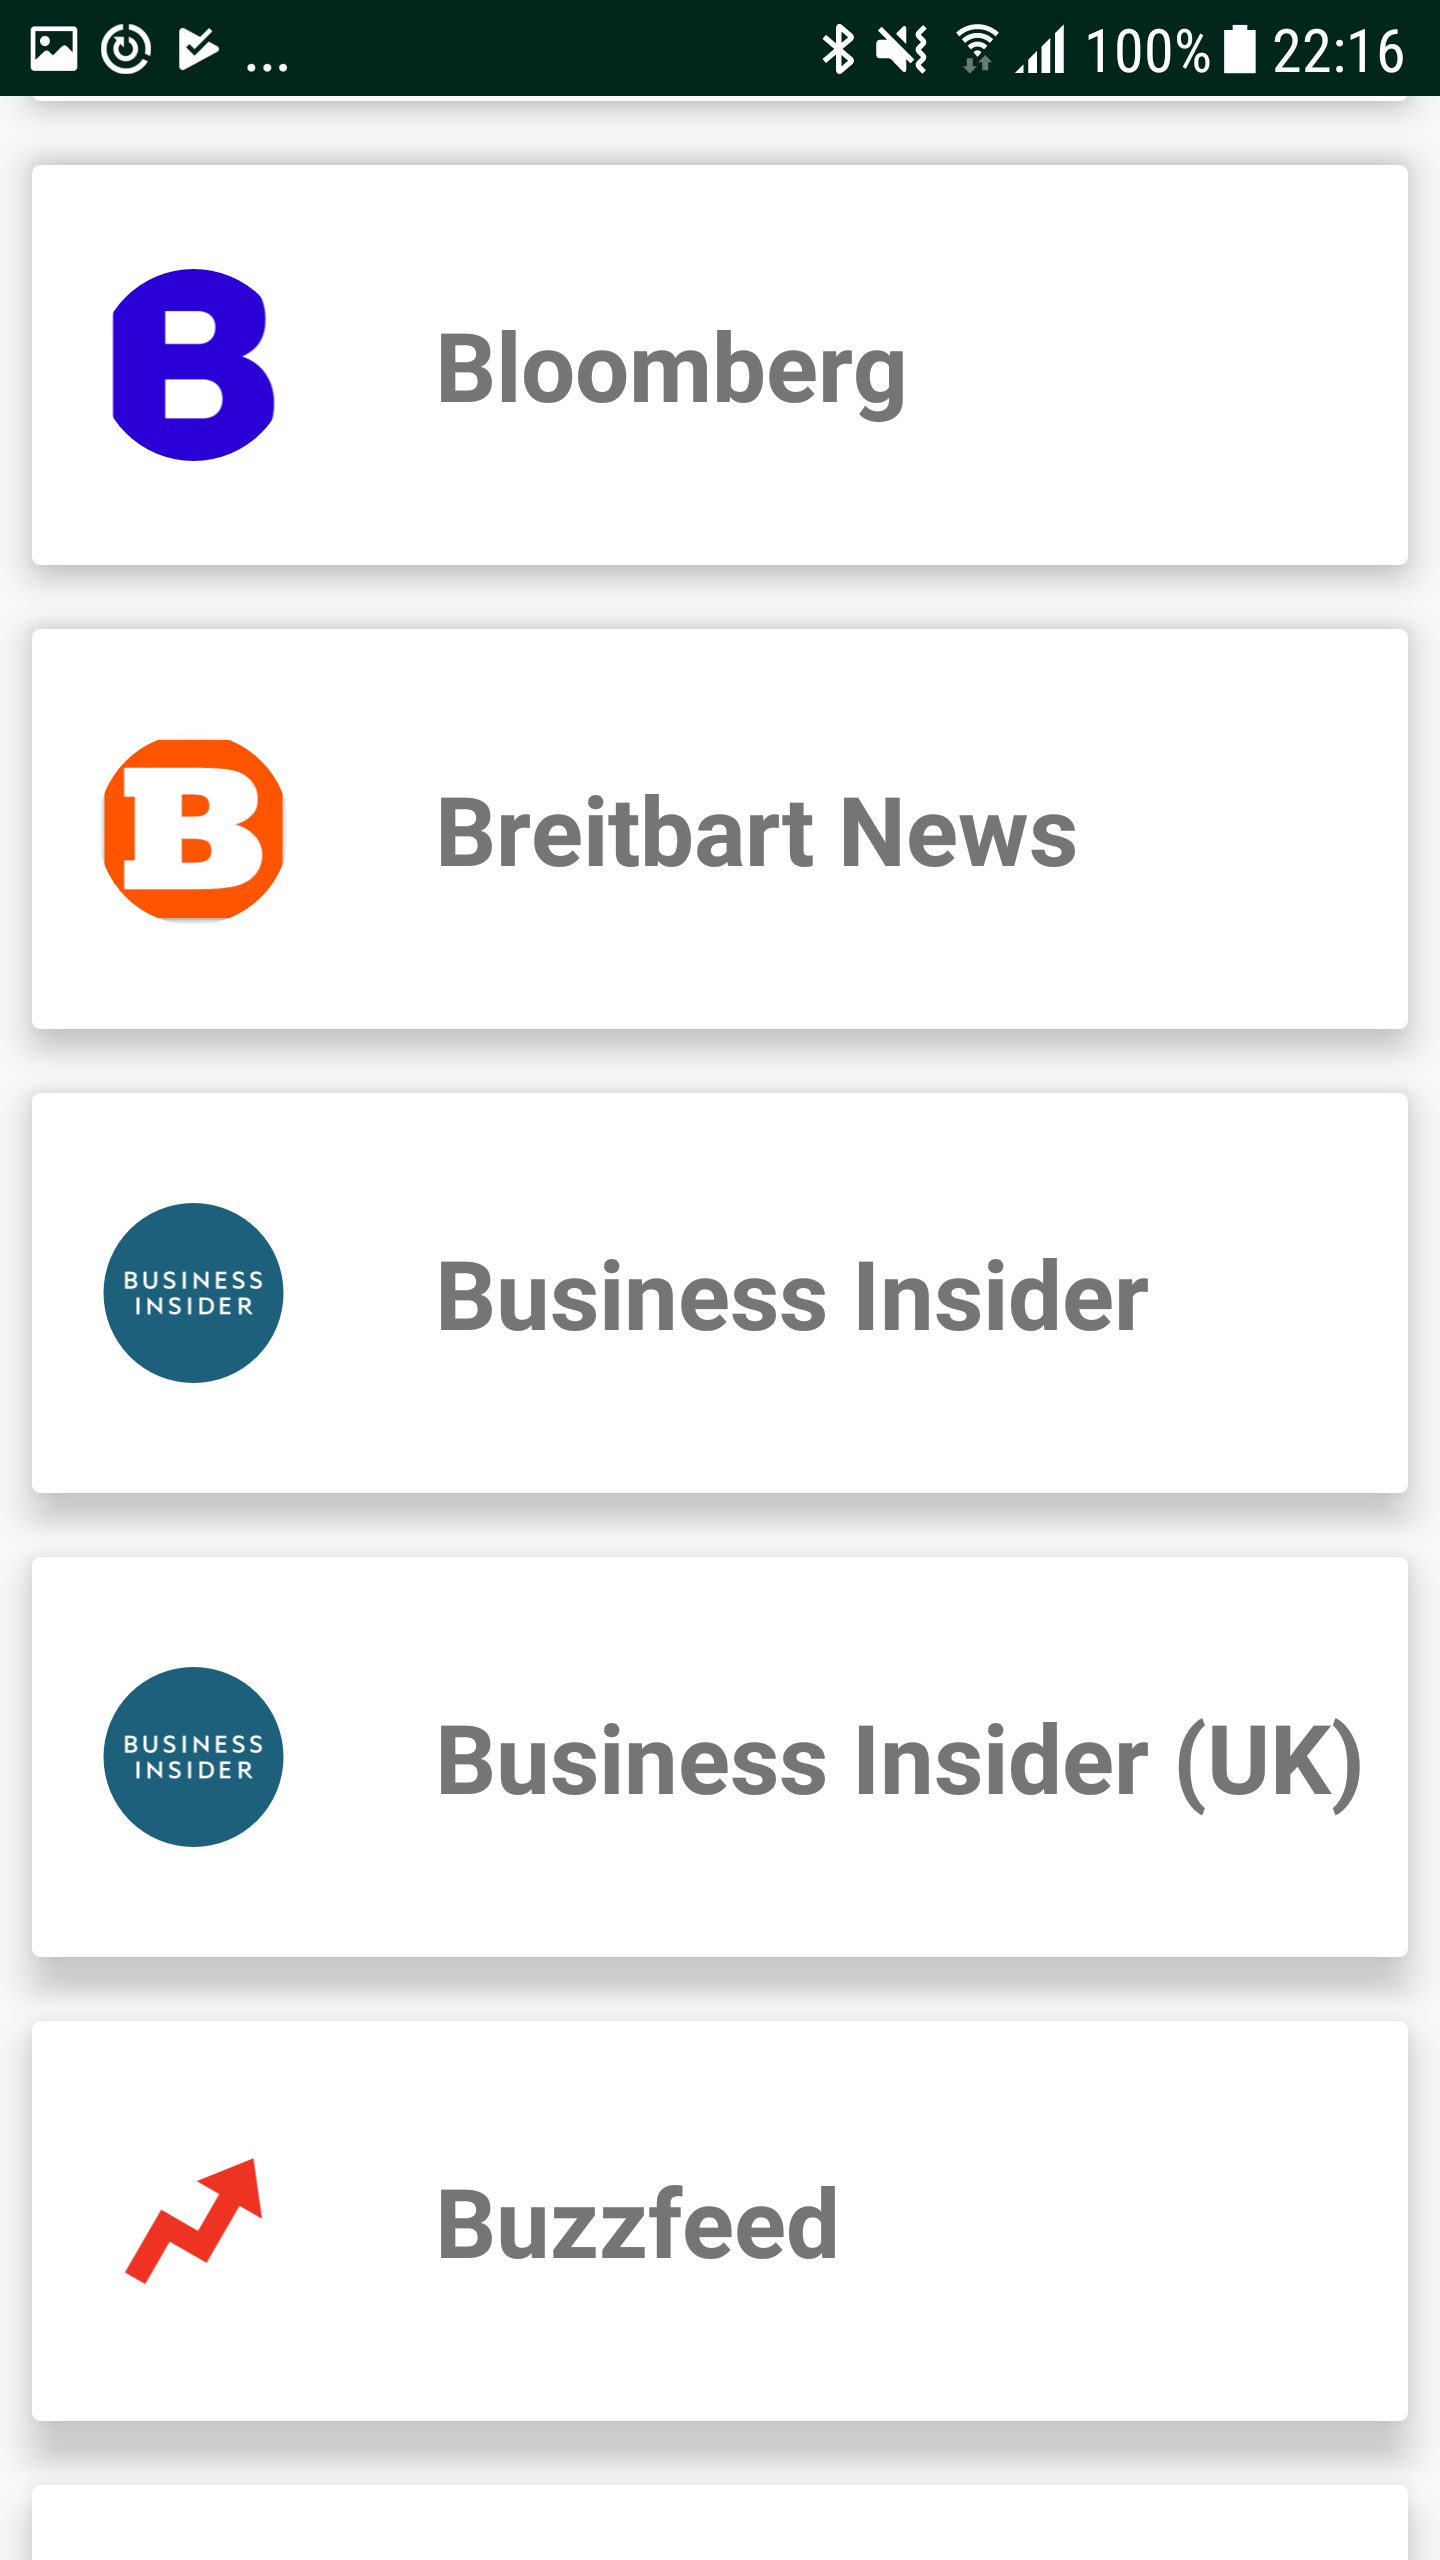 ... 100% 22:16
B Bloomberg
B Breitbart News
BUSINESS
INSIDER
Business Insider
BUSINESS
INSIDER
Business Insider (UK)
Buzzfeed